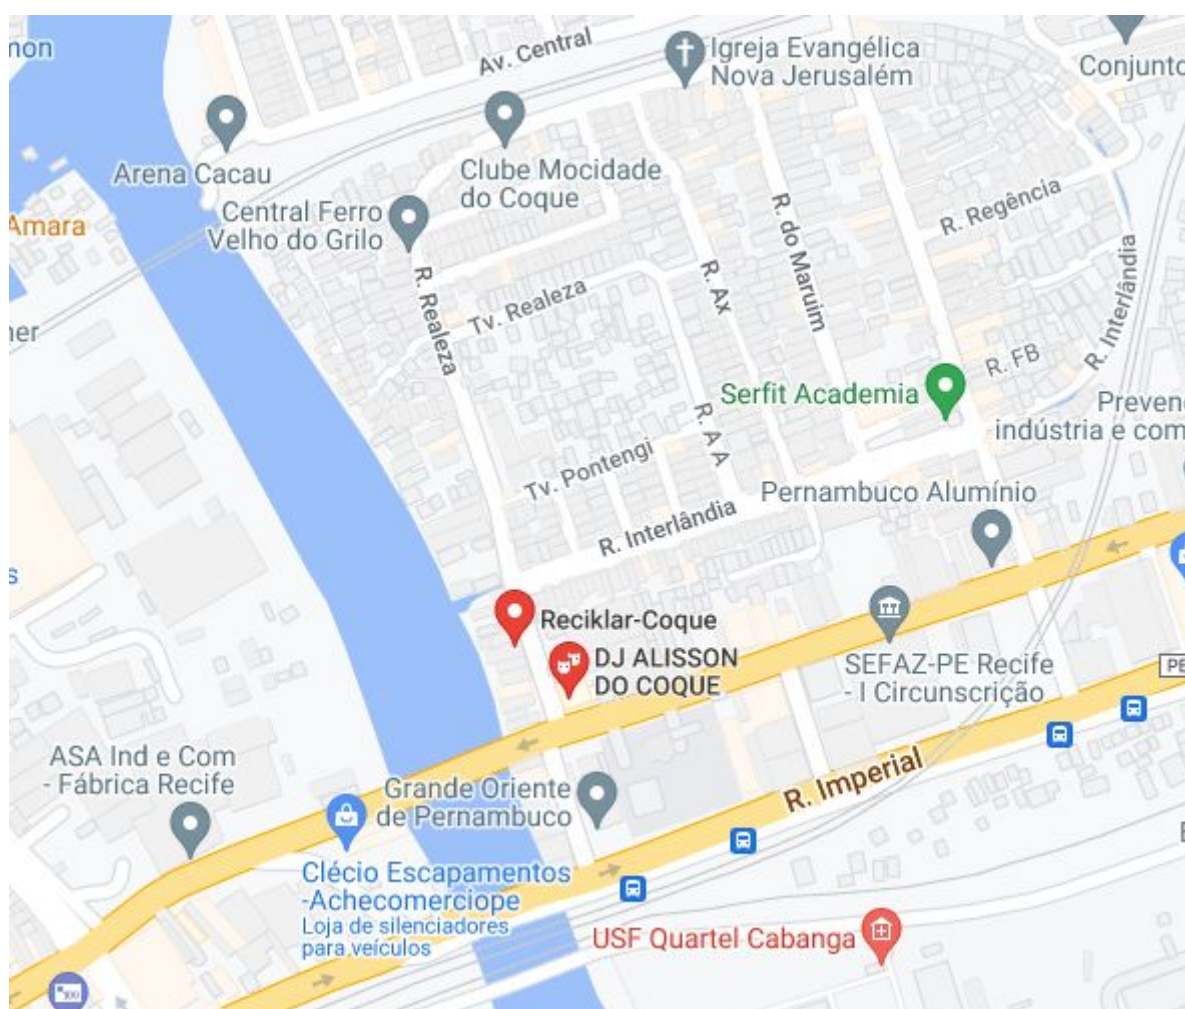 mon
Av. Central
Igreja Evangélica
Nova Jerusalém
Conjunto
Arena Cacau
Clube Mocidade
do Coque
Central Ferro
Velho do Grilo
R. Regência
R. do Maruim
Amara
R. Ax
R. Realeza
Tv. Realeza
R. Interlândia
ner
R. FB
Serfit Academia
Preven
indústria e com
R. A A
Tv. Pontengi
Pernambuco Alumínio
R. Interlândia
s
Reciklar-Coque
DJ ALISSON
DO COQUE
SEFAZ-PE Recife
- I Circunscrição
PE
ASA Ind e Com
- Fábrica Recife
Grande Oriente
de Pernambuco
R. Imperial
E
Clécio Escapamentos
-Achecomerciope
Loja de silenciadores
para veículos
USF Quartel Cabanga